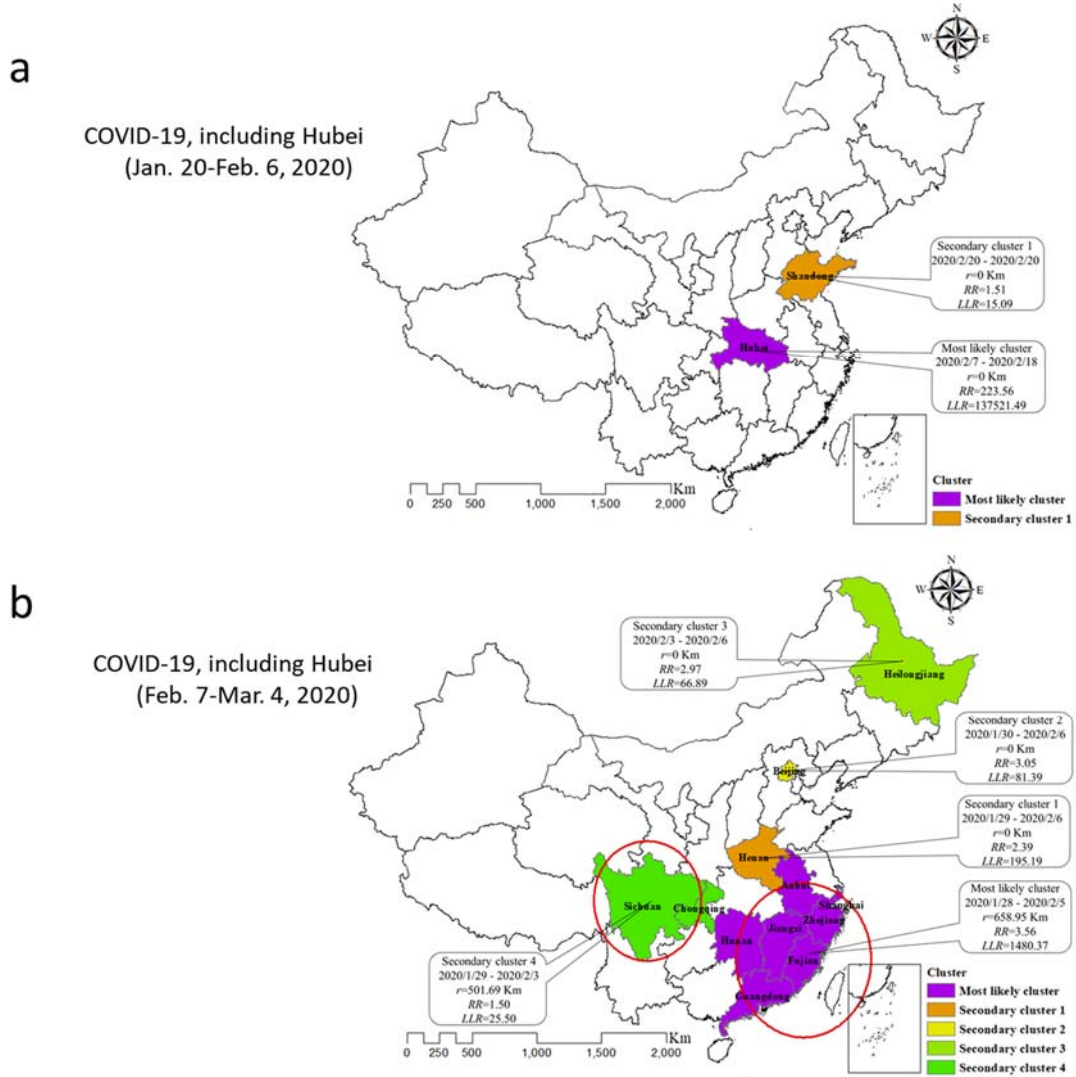 a
COVID-19, including Hubei
(Jan. 20-Feb. 6, 2020)
N
W
E
S
Shandong
Secondary cluster 1
2020/2/20 - 2020/2/20
r=0 Km
RR=1.51
LLR=15.09
Hubei
Most likely cluster
2020/2/7 - 2020/2/18
r=0 Km
RR=223.56
LLR=137521.49
Km
0 250 500 1,000 1,500 2,000
Cluster
Most likely cluster
Secondary cluster 1
b
COVID-19, including Hubei
(Feb. 7-Mar. 4, 2020)
N
W
E
S
Secondary cluster 3
2020/2/3 - 2020/2/6
r=0 Km
RR=2.97
LLR=66.89
Heilongjiang
Secondary cluster 2
2020/1/30 - 2020/2/6
r=0 Km
RR=3.05
LLR=81.39
Beijing
Secondary cluster 1
2020/1/29 - 2020/2/6
r=0 Km
RR=2.39
LLR=195.19
Henan
Anhui
Shanghai
Zhejiang
Sichuan
Chongqing
Jiangxi
Hunan
Fujian
Guangdong
Most likely cluster
2020/1/28 - 2020/2/5
r=658.95 Km
RR=3.56
LLR=1480.37
Secondary cluster 4
2020/1/29 - 2020/2/3
r=501.69 Km
RR=1.50
LLR=25.50
Km
0 250 500 1,000 1,500 2,000
Cluster
Most likely cluster
Secondary cluster 1
Secondary cluster 2
Secondary cluster 3
Secondary cluster 4